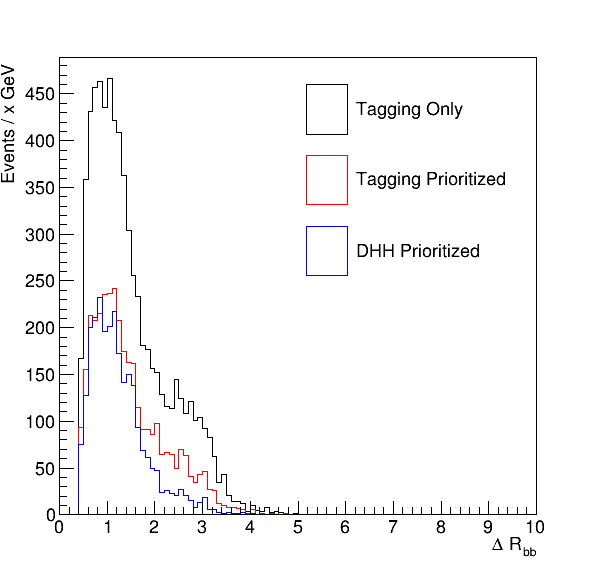 Events / x GeV
450
400
350
300
250
200
150
100
50
0
Tagging Only
Tagging Prioritized
DHH Prioritized
0 1 2 3 4 5 6 7 8 9 10
Δ R_bb